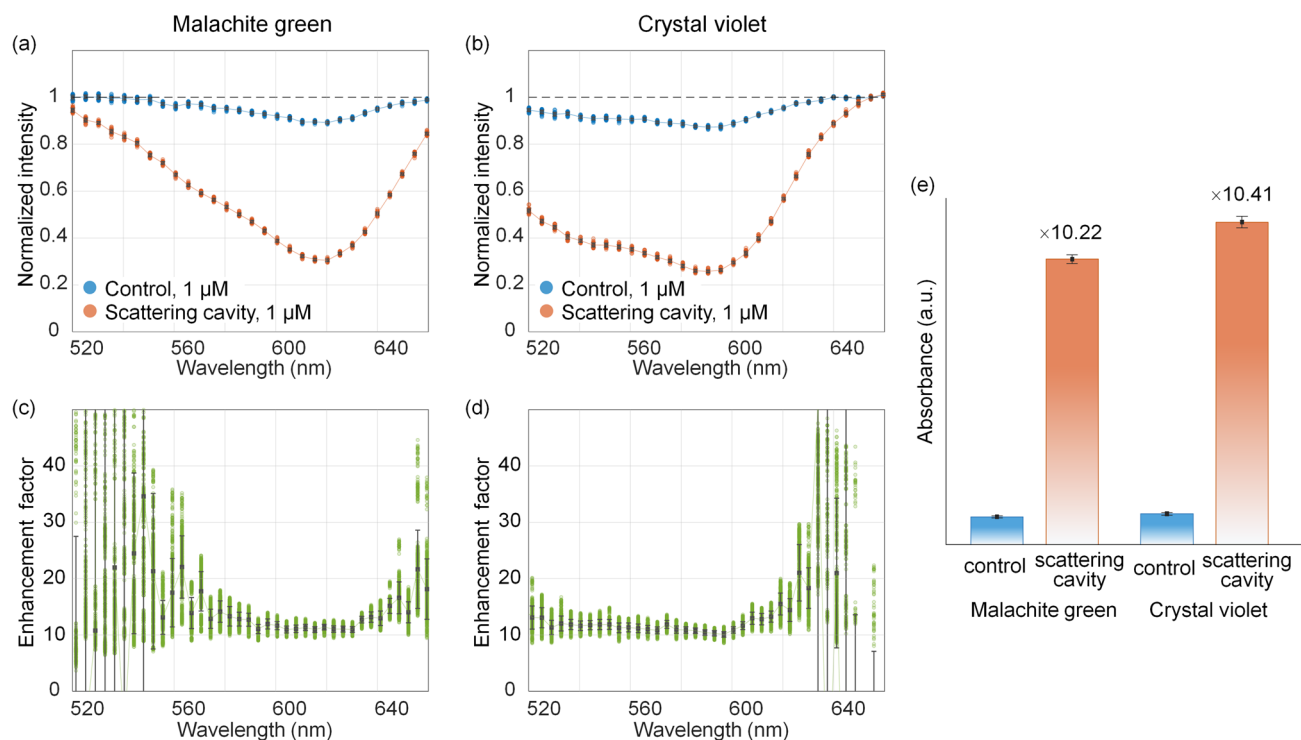 Malachite green
Crystal violet
(a)
(b)
Normalized intensity
1
0.8
0.6
0.4
0.2
0
Control, 1 µM
Scattering cavity, 1 µM
520
560
600
640
Wavelength (nm)
Normalized intensity
1
0.8
0.6
0.4
0.2
0
Control, 1 µM
Scattering cavity, 1 µM
520
560
600
640
Wavelength (nm)
(c)
(d)
Enhancement factor
40
30
20
10
0
520
560
600
640
Wavelength (nm)
Enhancement factor
40
30
20
10
0
520
560
600
640
Wavelength (nm)
(e)
Absorbance (a.u.)
×10.22
×10.41
control
scattering
cavity
control
scattering
cavity
Malachite green
Crystal violet